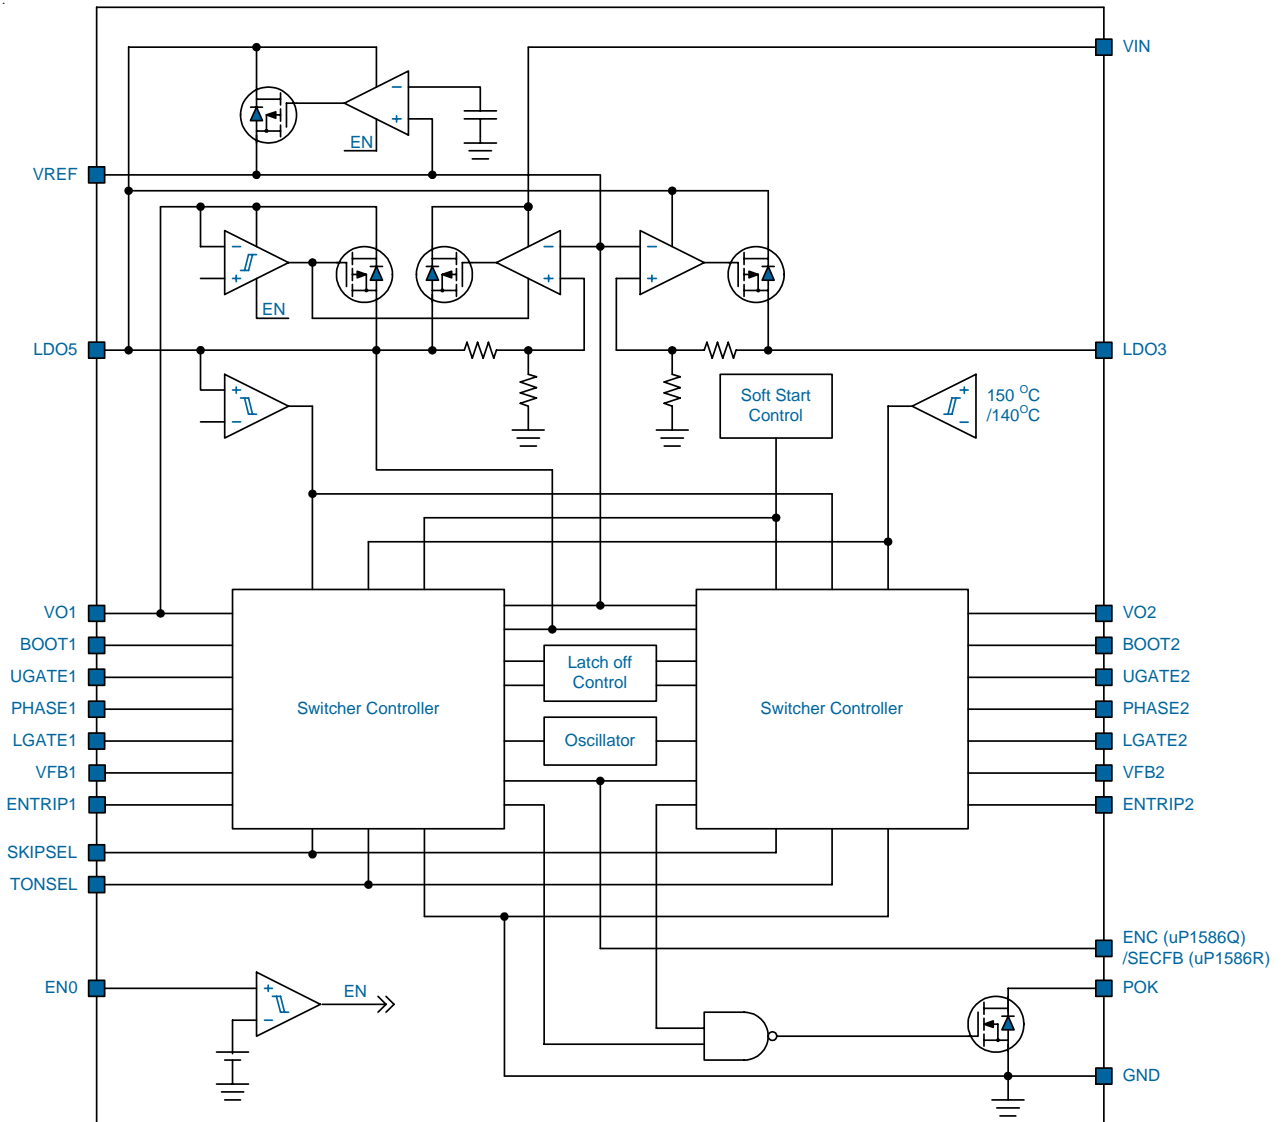 VIN
−
+
EN
VREF
−
+
EN
−
+
−
+
LDO5
LDO3
+
−
Soft Start
Control
+
−
150 °C
/140°C
VO1
BOOT1
UGATE1
PHASE1
LGATE1
VFB1
ENTRIP1
SKIPSEL
TONSEL
Switcher Controller
Latch off
Control
Oscillator
Switcher Controller
VO2
BOOT2
UGATE2
PHASE2
LGATE2
VFB2
ENTRIP2
ENC (uP1586Q)
/SECFB (uP1586R)
EN0
+
−
EN
POK
GND